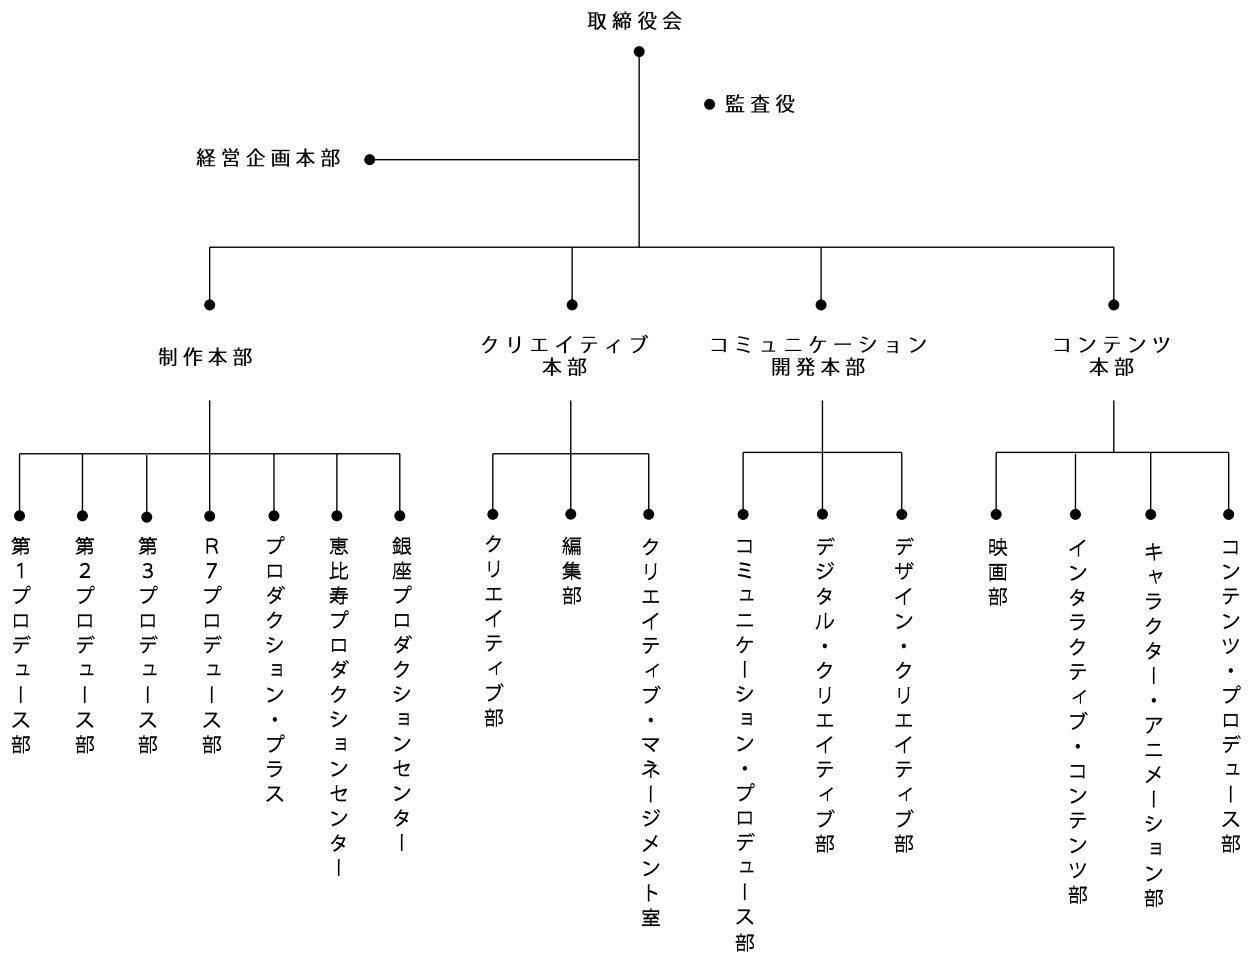 取締役会
監査役
経営企画本部
制作本部
クリエイティブ
本部
コミュニケーション
開発本部
コンテンツ
本部
第1プロデュース部
第2プロデュース部
第3プロデュース部
R7プロデュース部
プロダクション・プラス
恵比寿プロダクションセンター
銀座プロダクションセンター
クリエイティブ部
編集部
クリエイティブ・マネージメント室
コミュニケーション・プロデュース部
デジタル・クリエイティブ部
デザイン・クリエイティブ部
映画部
インタラクティブ・コンテンツ部
キャラクター・アニメーション部
コンテンツ・プロデュース部